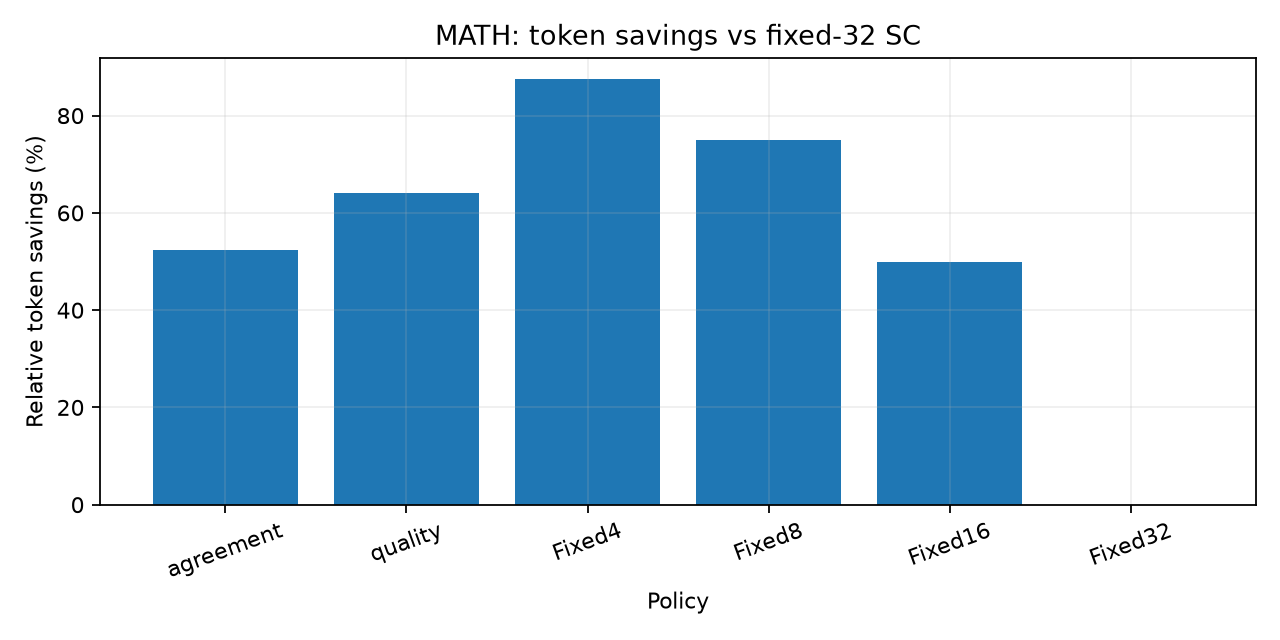 MATH: token savings vs fixed-32 SC
Relative token savings (%)
80
60
40
20
0
agreement
quality
Fixed4
Fixed8
Fixed16
Fixed32
Policy